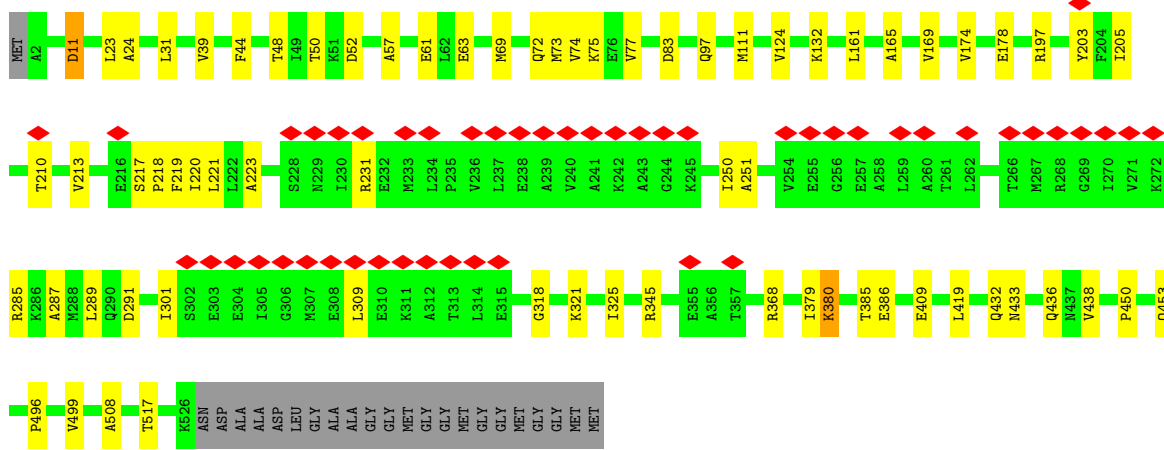 MET A2 D11 L23 A24 L31 V39 F44 T48 I49 T50 K51 D52 A57 E61 L62 E63 M69 Q72 M73 V74 K75 E76 V77 D83 Q97 M111 V124 K132 L161 A165 V169 V174 E178 R197 Y203 F204 I205
T210 V213 E216 S217 P218 F219 I220 L221 L222 A223 S228 N229 I230 R231 E232 M233 L234 P235 V236 L237 E238 A239 V240 A241 K242 A243 G244 K245 I250 A251 V254 E255 G256 E257 A258 L259 A260 T261 L262 T266 M267 R268 G269 I270 V271 K272
R285 K286 A287 M288 L289 Q290 D291 I301 S302 E303 E304 I305 G306 M307 E308 L309 E310 K311 A312 T313 L314 E315 G318 K321 I325 R345 E355 A356 T357 R368 I379 K380 T385 E386 E409 L419 Q432 N433 Q436 N437 V438 P450
P496 V499 A508 T517 K526 ASN ASP ALA ALA ASP LEU GLY ALA ALA GLY GLY MET GLY GLY MET GLY GLY MET GLY GLY MET MET